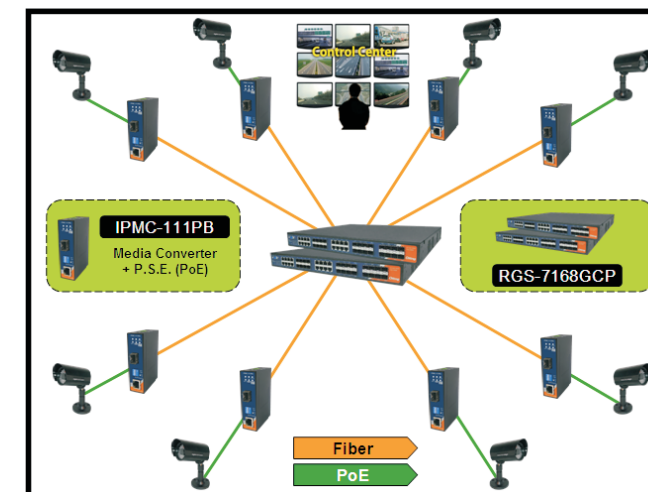 Control Center
IPMC-111PB
Media Converter
+ P.S.E. (PoE)
RGS-7168GCP
Fiber
PoE